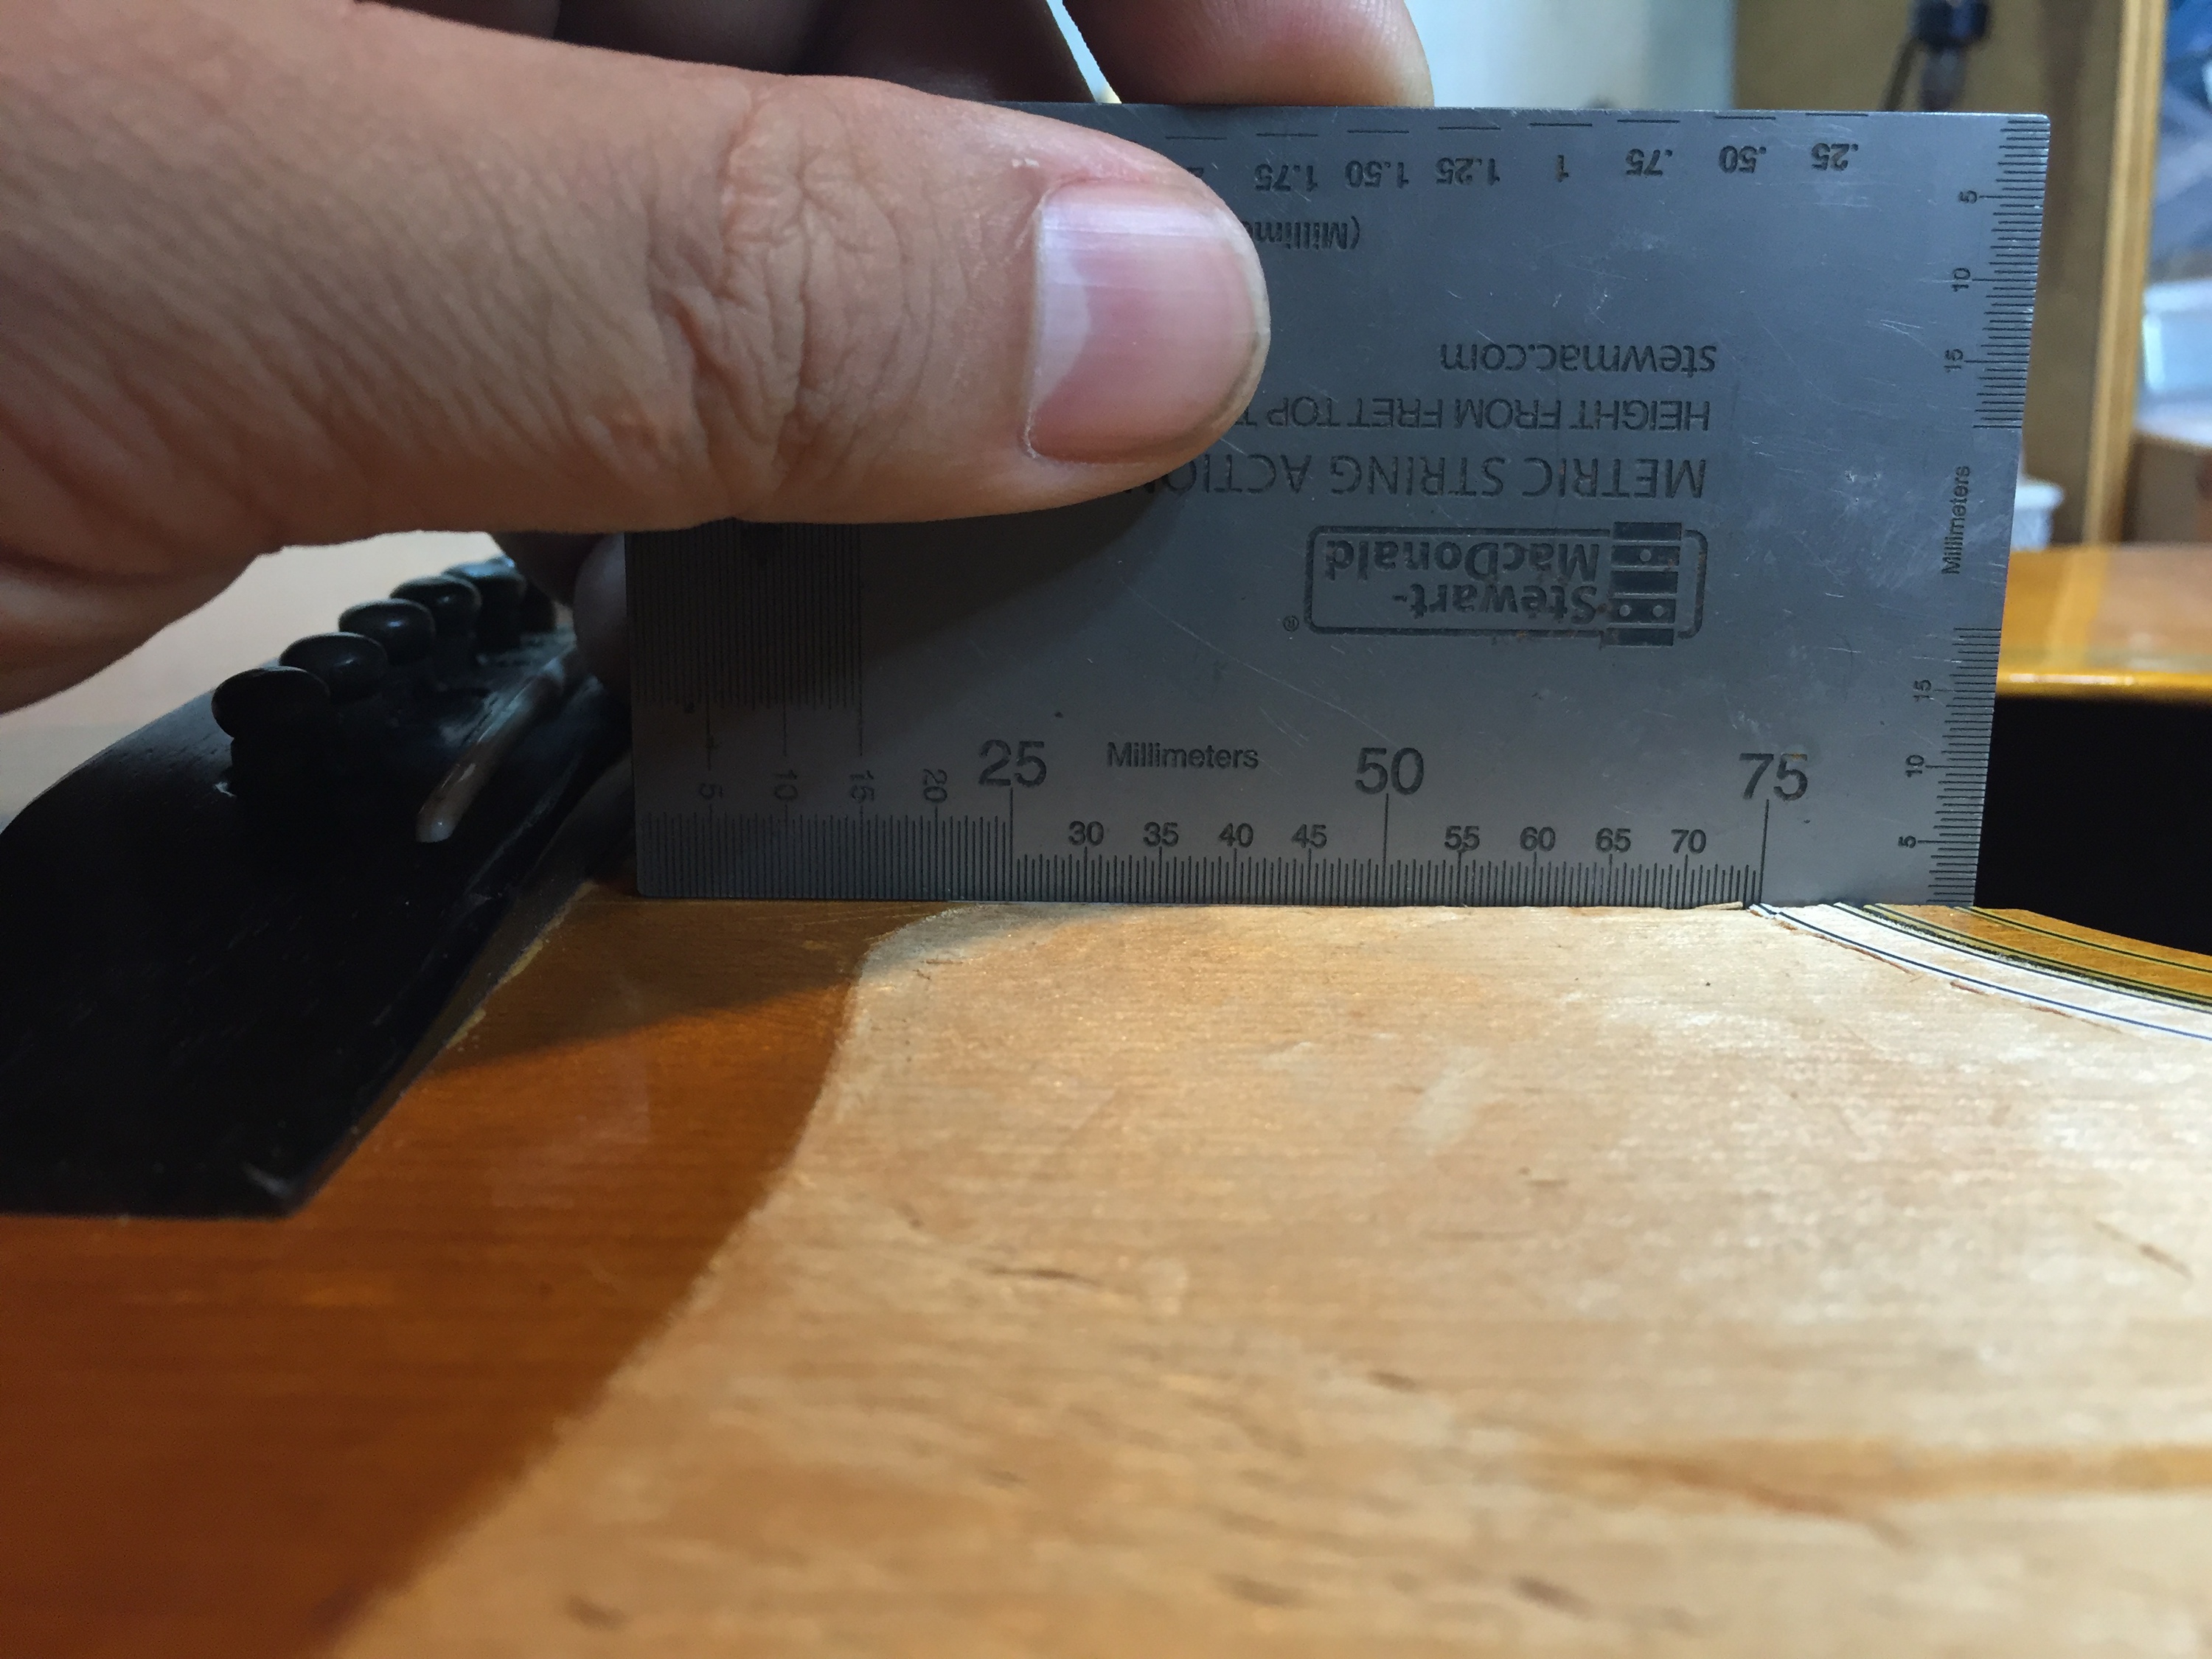 .25 .50 .75 1 1.25 1.50 1.75
stewmac.com
HEIGHT FROM FRET TOP
METRIC STRING
Stewart-
MacDonald®
5
10
15
Millimeters
15
10
5
25 Millimeters 50 75
5 10 15 20
30 35 40 45 55 60 65 70